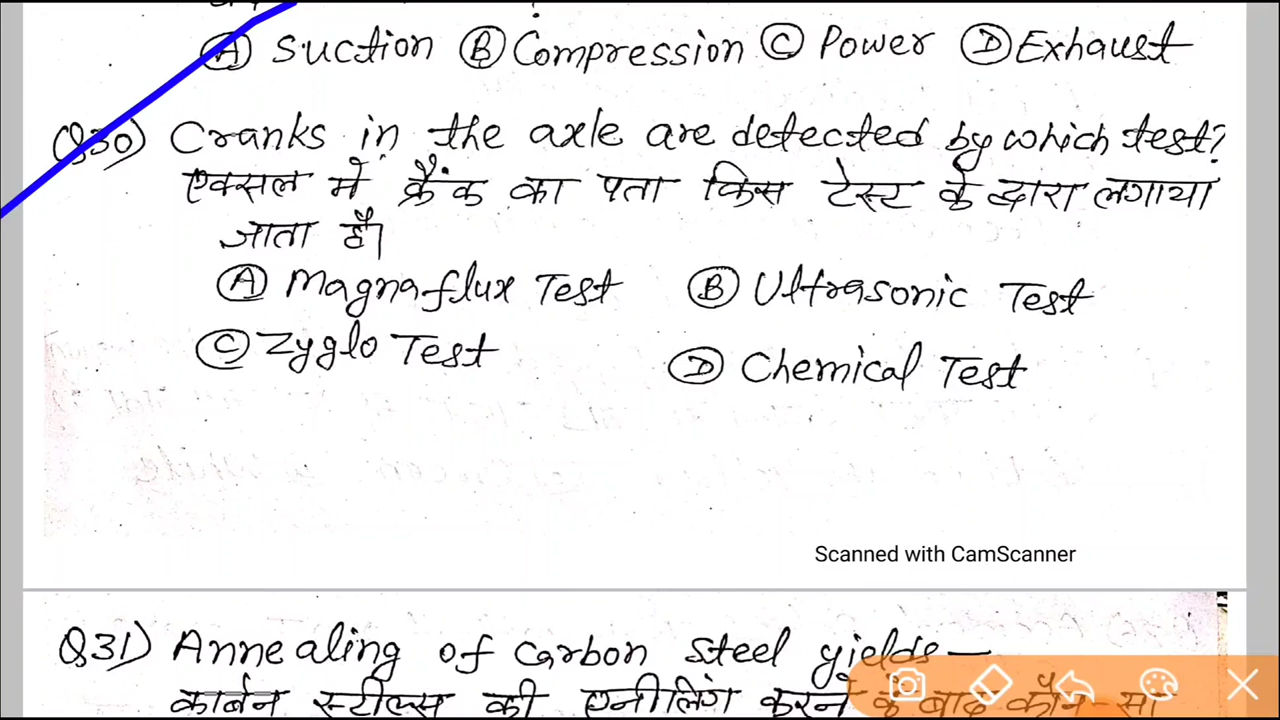 Ⓐ Suction Ⓑ Compression Ⓒ Power Ⓓ Exhaust
Q30) Cranks in the axle are detected by which test?
एक्सल में क्रैंक का पता किस टेस्ट के द्वारा लगाया
जाता है।
Ⓐ Magnaflux Test Ⓑ Ultrasonic Test
Ⓒ Zyglo Test Ⓓ Chemical Test
Scanned with CamScanner
Q31) Annealing of carbon steel yields—
कार्बन स्टील्स की एनीलिंग करने के बाद कौन-सा